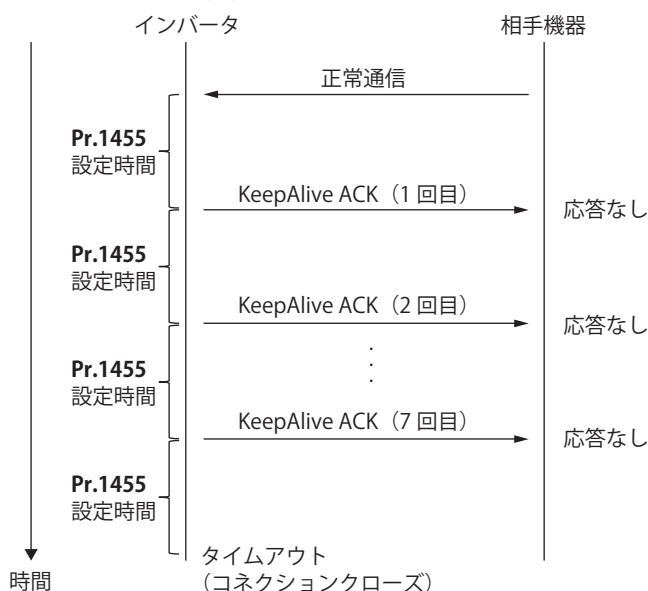 インバータ
相手機器
正常通信
Pr.1455
設定時間
KeepAlive ACK（1 回目）
応答なし
Pr.1455
設定時間
KeepAlive ACK（2 回目）
応答なし
Pr.1455
設定時間
KeepAlive ACK（7 回目）
応答なし
Pr.1455
設定時間
タイムアウト
（コネクションクローズ）
時間